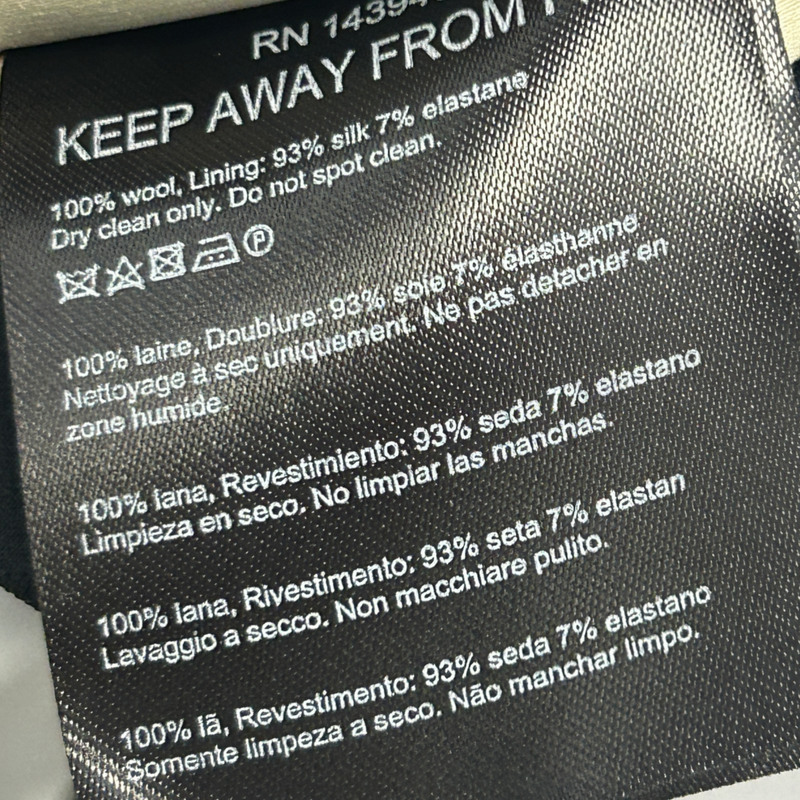 RN 1439
KEEP AWAY FROM
100% wool, Lining: 93% silk 7% elastane
Dry clean only. Do not spot clean.
P
100% laine, Doublure: 93% soie 7% élasthanne
Nettoyage à sec uniquement. Ne pas detacher en
zone humide.
100% lana, Revestimiento: 93% seda 7% elastano
Limpieza en seco. No limpiar las manchas.
100% lana, Rivestimento: 93% seta 7% elastan
Lavaggio a secco. Non macchiare pulito.
100% lã, Revestimento: 93% seda 7% elastano
Somente limpeza a seco. Não manchar limpo.